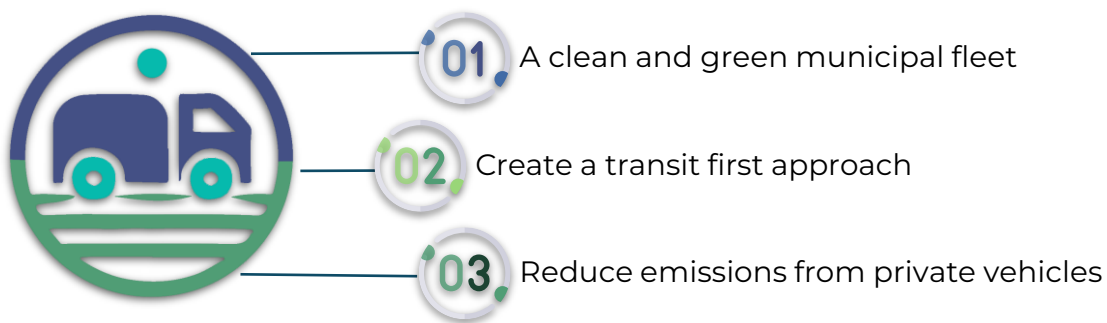 01 A clean and green municipal fleet
02 Create a transit first approach
03 Reduce emissions from private vehicles